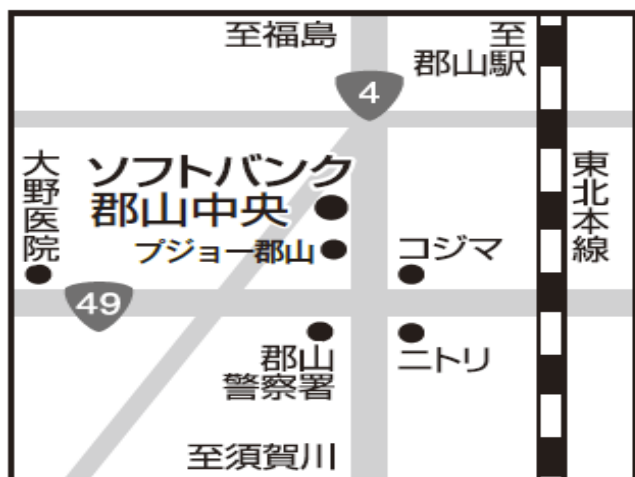 至福島
至
郡山駅
4
大野医院
ソフトバンク
郡山中央
プジョー郡山
コジマ
東北本線
49
郡山
警察署
ニトリ
至須賀川